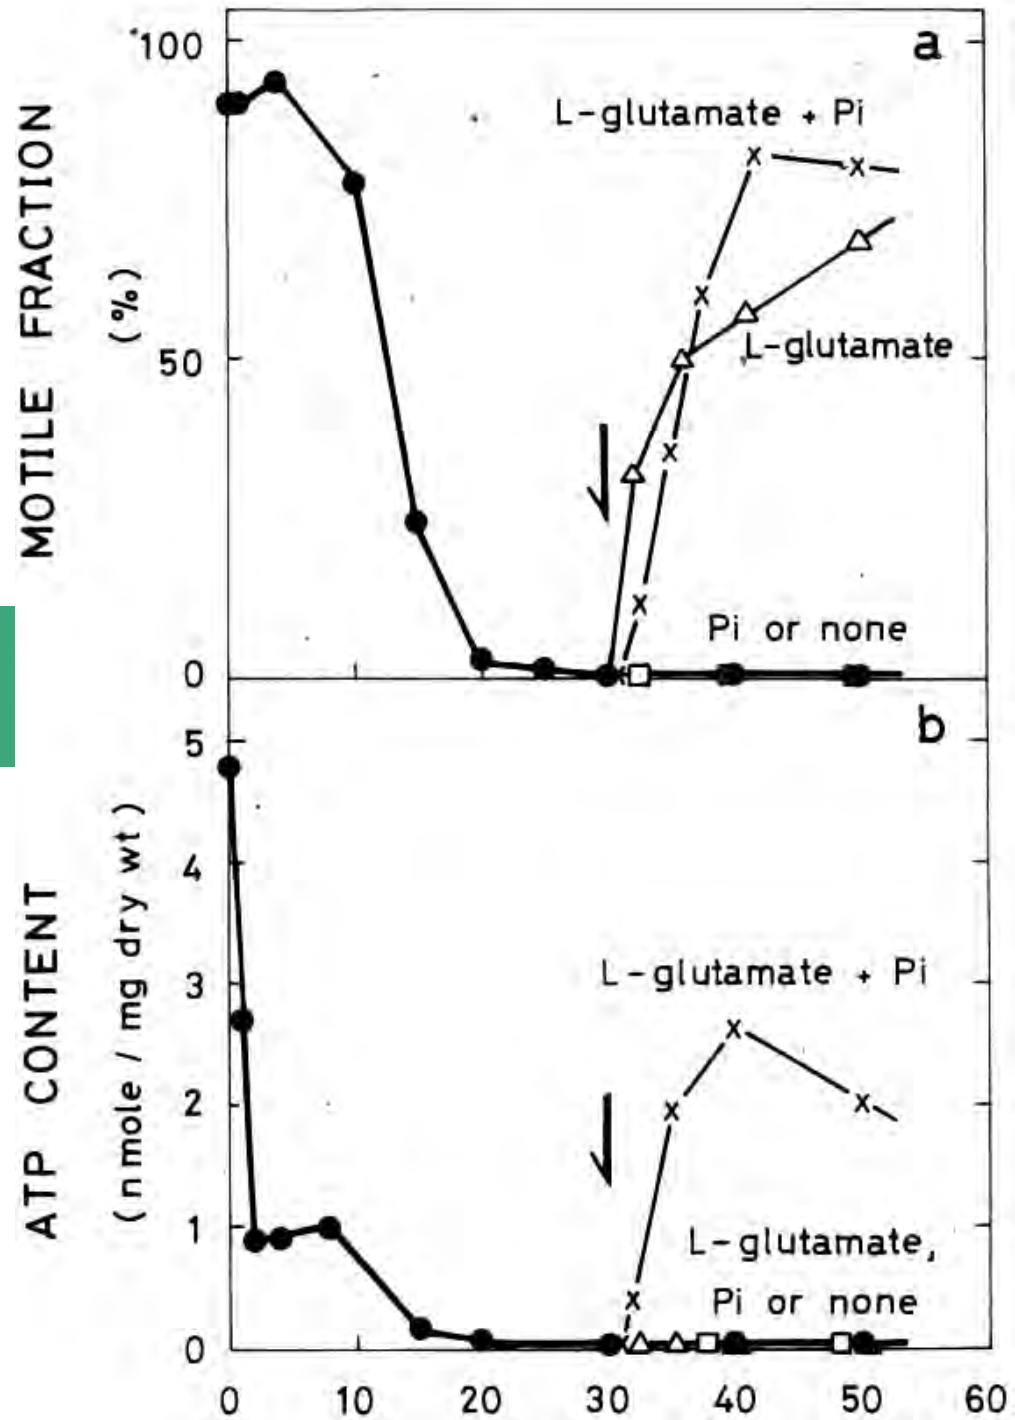 a
MOTILE FRACTION
(%)
100
50
0
L-glutamate + Pi
L-glutamate
Pi or none
b
ATP CONTENT
(nmole / mg dry wt)
5
4
3
2
1
0
L-glutamate + Pi
L-glutamate,
Pi or none
0 10 20 30 40 50 60